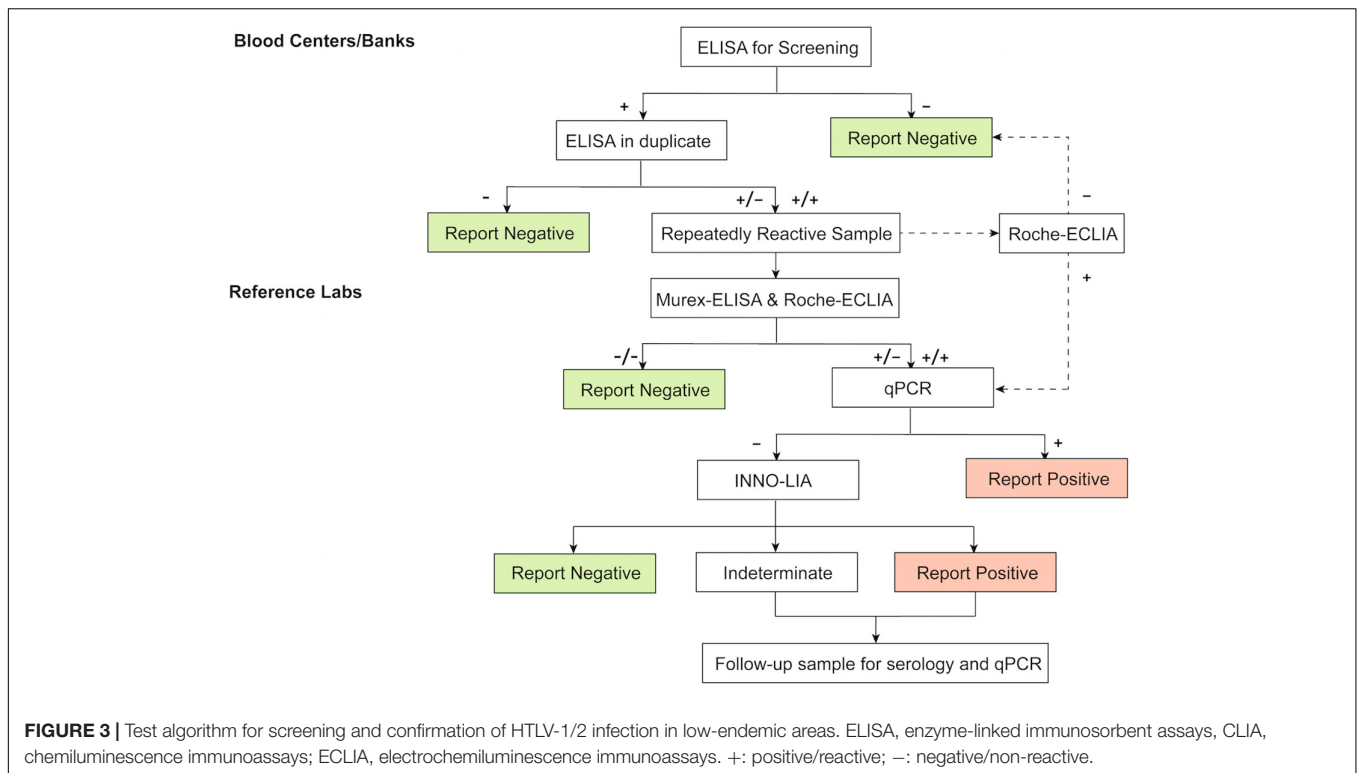 Blood Centers/Banks
ELISA for Screening
+
−
ELISA in duplicate
Report Negative
-
+/−
+/+
−
Report Negative
Repeatedly Reactive Sample
Roche-ECLIA
Reference Labs
+
Murex-ELISA & Roche-ECLIA
-/-
+/−
+/+
Report Negative
qPCR
−
+
INNO-LIA
Report Positive
Report Negative
Indeterminate
Report Positive
Follow-up sample for serology and qPCR
FIGURE 3 | Test algorithm for screening and confirmation of HTLV-1/2 infection in low-endemic areas. ELISA, enzyme-linked immunosorbent assays, CLIA,
chemiluminescence immunoassays; ECLIA, electrochemiluminescence immunoassays. +: positive/reactive; −: negative/non-reactive.